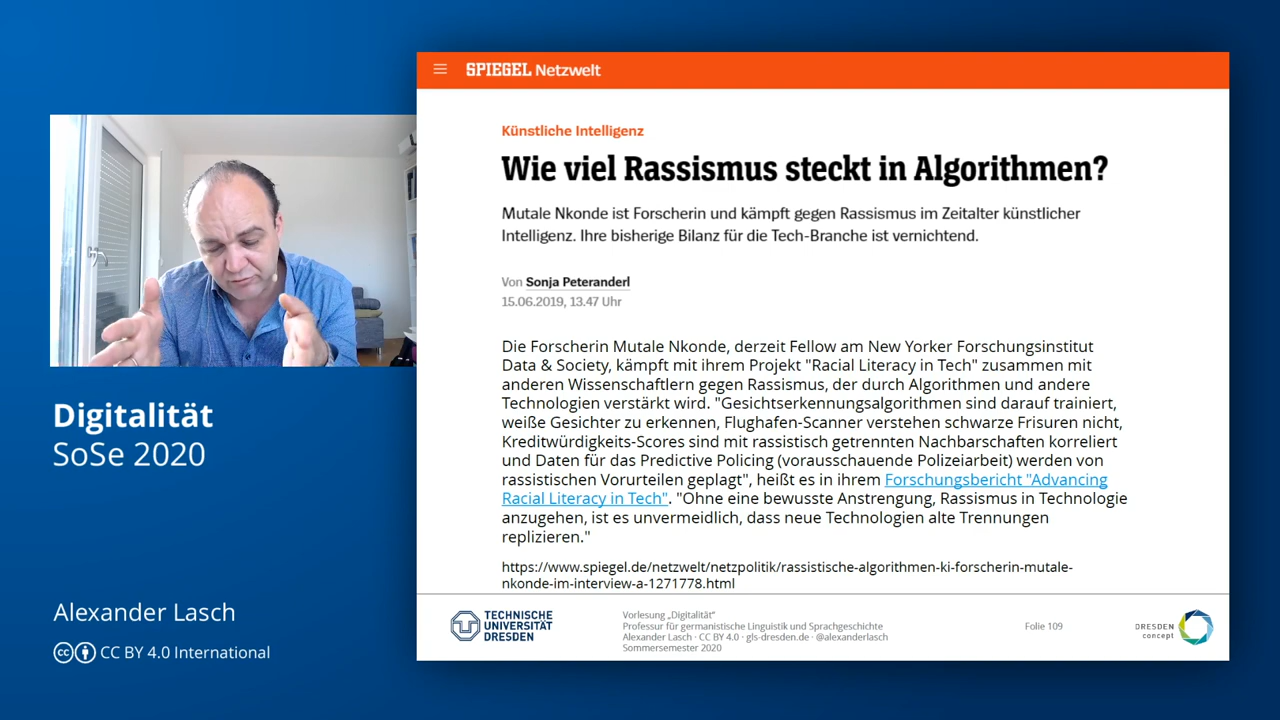 SPIEGEL Netzwelt
Künstliche Intelligenz
Wie viel Rassismus steckt in Algorithmen?
Mutale Nkonde ist Forscherin und kämpft gegen Rassismus im Zeitalter künstlicher
Intelligenz. Ihre bisherige Bilanz für die Tech-Branche ist vernichtend.
Von Sonja Peteranderl
15.06.2019, 13.47 Uhr
Die Forscherin Mutale Nkonde, derzeit Fellow am New Yorker Forschungsinstitut
Data & Society, kämpft mit ihrem Projekt "Racial Literacy in Tech" zusammen mit
anderen Wissenschaftlern gegen Rassismus, der durch Algorithmen und andere
Technologien verstärkt wird. "Gesichtserkennungsalgorithmen sind darauf trainiert,
weiße Gesichter zu erkennen, Flughafen-Scanner verstehen schwarze Frisuren nicht,
Kreditwürdigkeits-Scores sind mit rassistisch getrennten Nachbarschaften korreliert
und Daten für das Predictive Policing (vorausschauende Polizeiarbeit) werden von
rassistischen Vorurteilen geplagt", heißt es in ihrem Forschungsbericht "Advancing
Racial Literacy in Tech". "Ohne eine bewusste Anstrengung, Rassismus in Technologie
anzugehen, ist es unvermeidlich, dass neue Technologien alte Trennungen
replizieren."
https://www.spiegel.de/netzwelt/netzpolitik/rassistische-algorithmen-ki-forscherin-mutale-
nkonde-im-interview-a-1271778.html
Digitalität
SoSe 2020
Alexander Lasch
cc CC BY 4.0 International
TECHNISCHE
UNIVERSITÄT
DRESDEN
Vorlesung „Digitalität“
Professur für germanistische Linguistik und Sprachgeschichte
Alexander Lasch · CC BY 4.0 · gls-dresden.de · @alexanderlasch
Sommersemester 2020
Folie 109
DRESDEN
concept